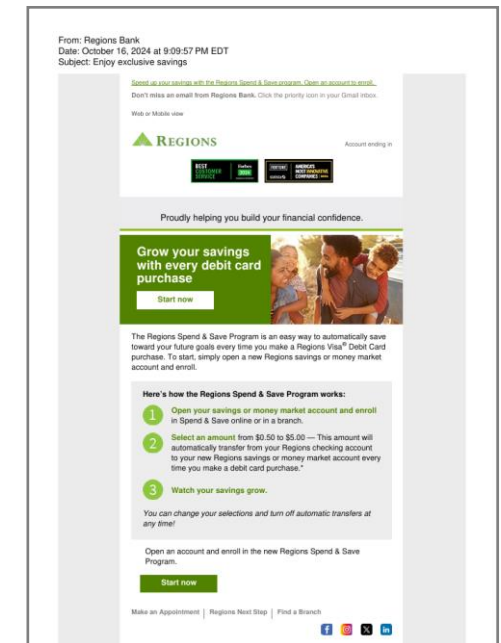 From: Regions Bank
Date: October 16, 2024 at 9:09:57 PM EDT
Subject: Enjoy exclusive savings
Speed up your savings with the Regions Spend & Save program. Open an account to enroll.
Don't miss an email from Regions Bank. Click the priority icon in your Gmail inbox.
Web or Mobile view
REGIONS
Account ending in
BEST CUSTOMER SERVICE Forbes 2024
FORTUNE AMERICA'S MOST INNOVATIVE COMPANIES
Proudly helping you build your financial confidence.
Grow your savings
with every debit card
purchase
Start now
The Regions Spend & Save Program is an easy way to automatically save
toward your future goals every time you make a Regions Visa® Debit Card
purchase. To start, simply open a new Regions savings or money market
account and enroll.
Here's how the Regions Spend & Save Program works:
1 Open your savings or money market account and enroll
in Spend & Save online or in a branch.
2 Select an amount from $0.50 to $5.00 — This amount will
automatically transfer from your Regions checking account
to your new Regions savings or money market account every
time you make a debit card purchase.*
3 Watch your savings grow.
You can change your selections and turn off automatic transfers at
any time!
Open an account and enroll in the new Regions Spend & Save
Program.
Start now
Make an Appointment | Regions Next Step | Find a Branch